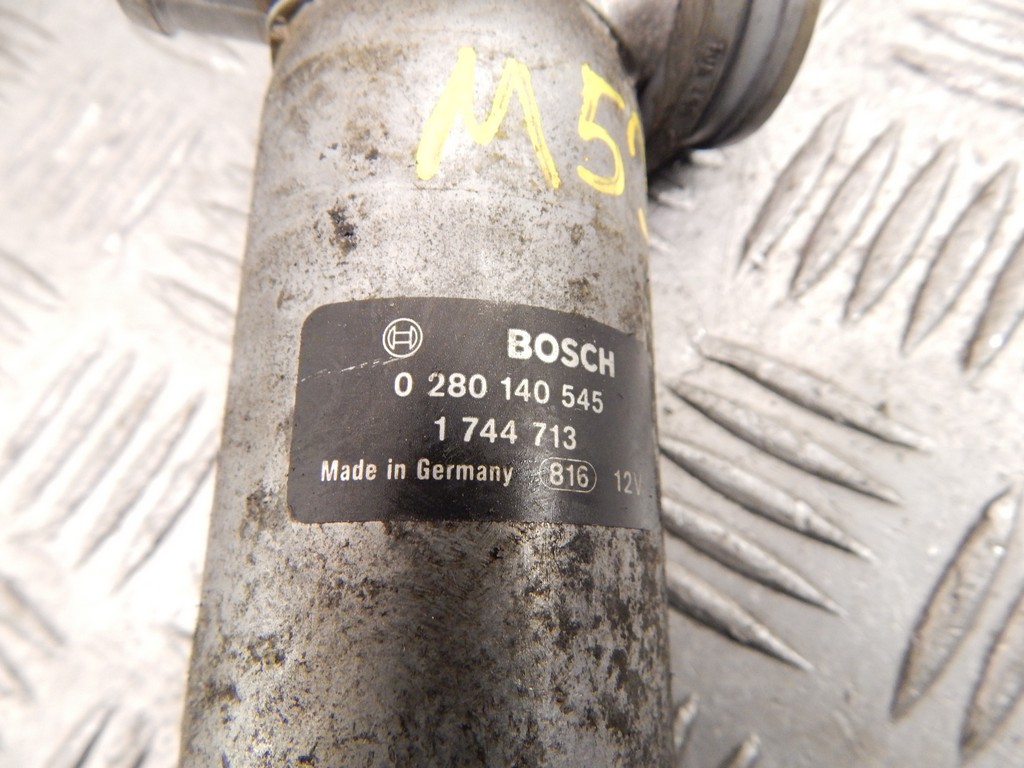 M5
BOSCH
0 280 140 545
1 744 713
Made in Germany 816 12V